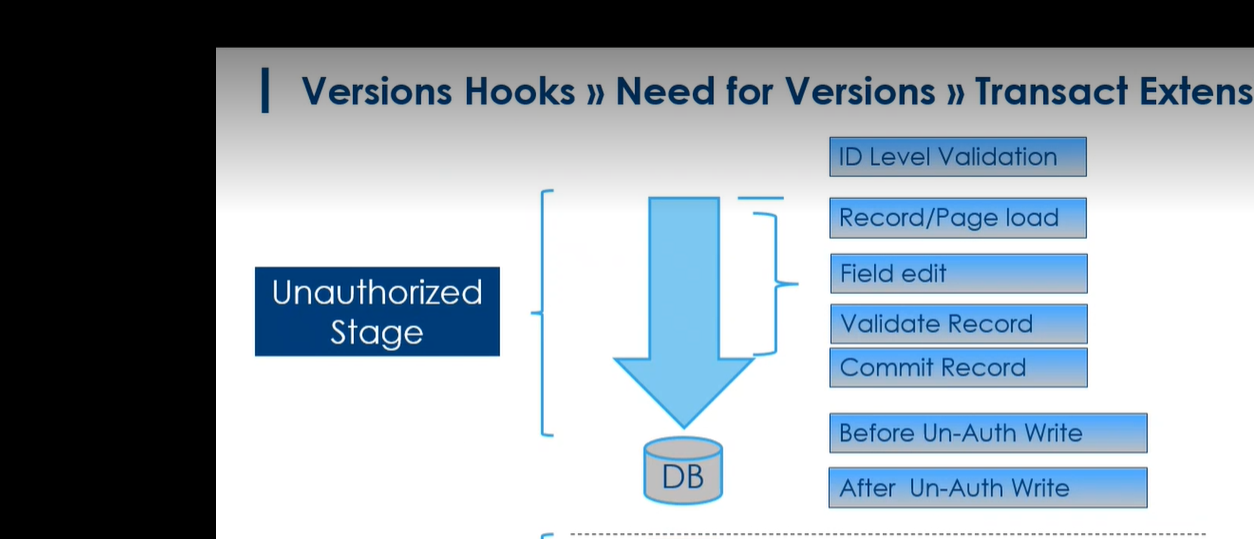 Versions Hooks » Need for Versions » Transact Extens
ID Level Validation
Record/Page load
Field edit
Unauthorized
Stage
Validate Record
Commit Record
Before Un-Auth Write
DB
After Un-Auth Write